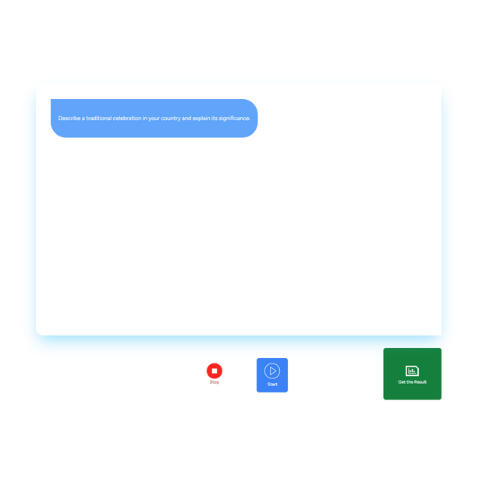 Describe a traditional celebration in your country and explain its significance.
Stop
Start
Get the Result